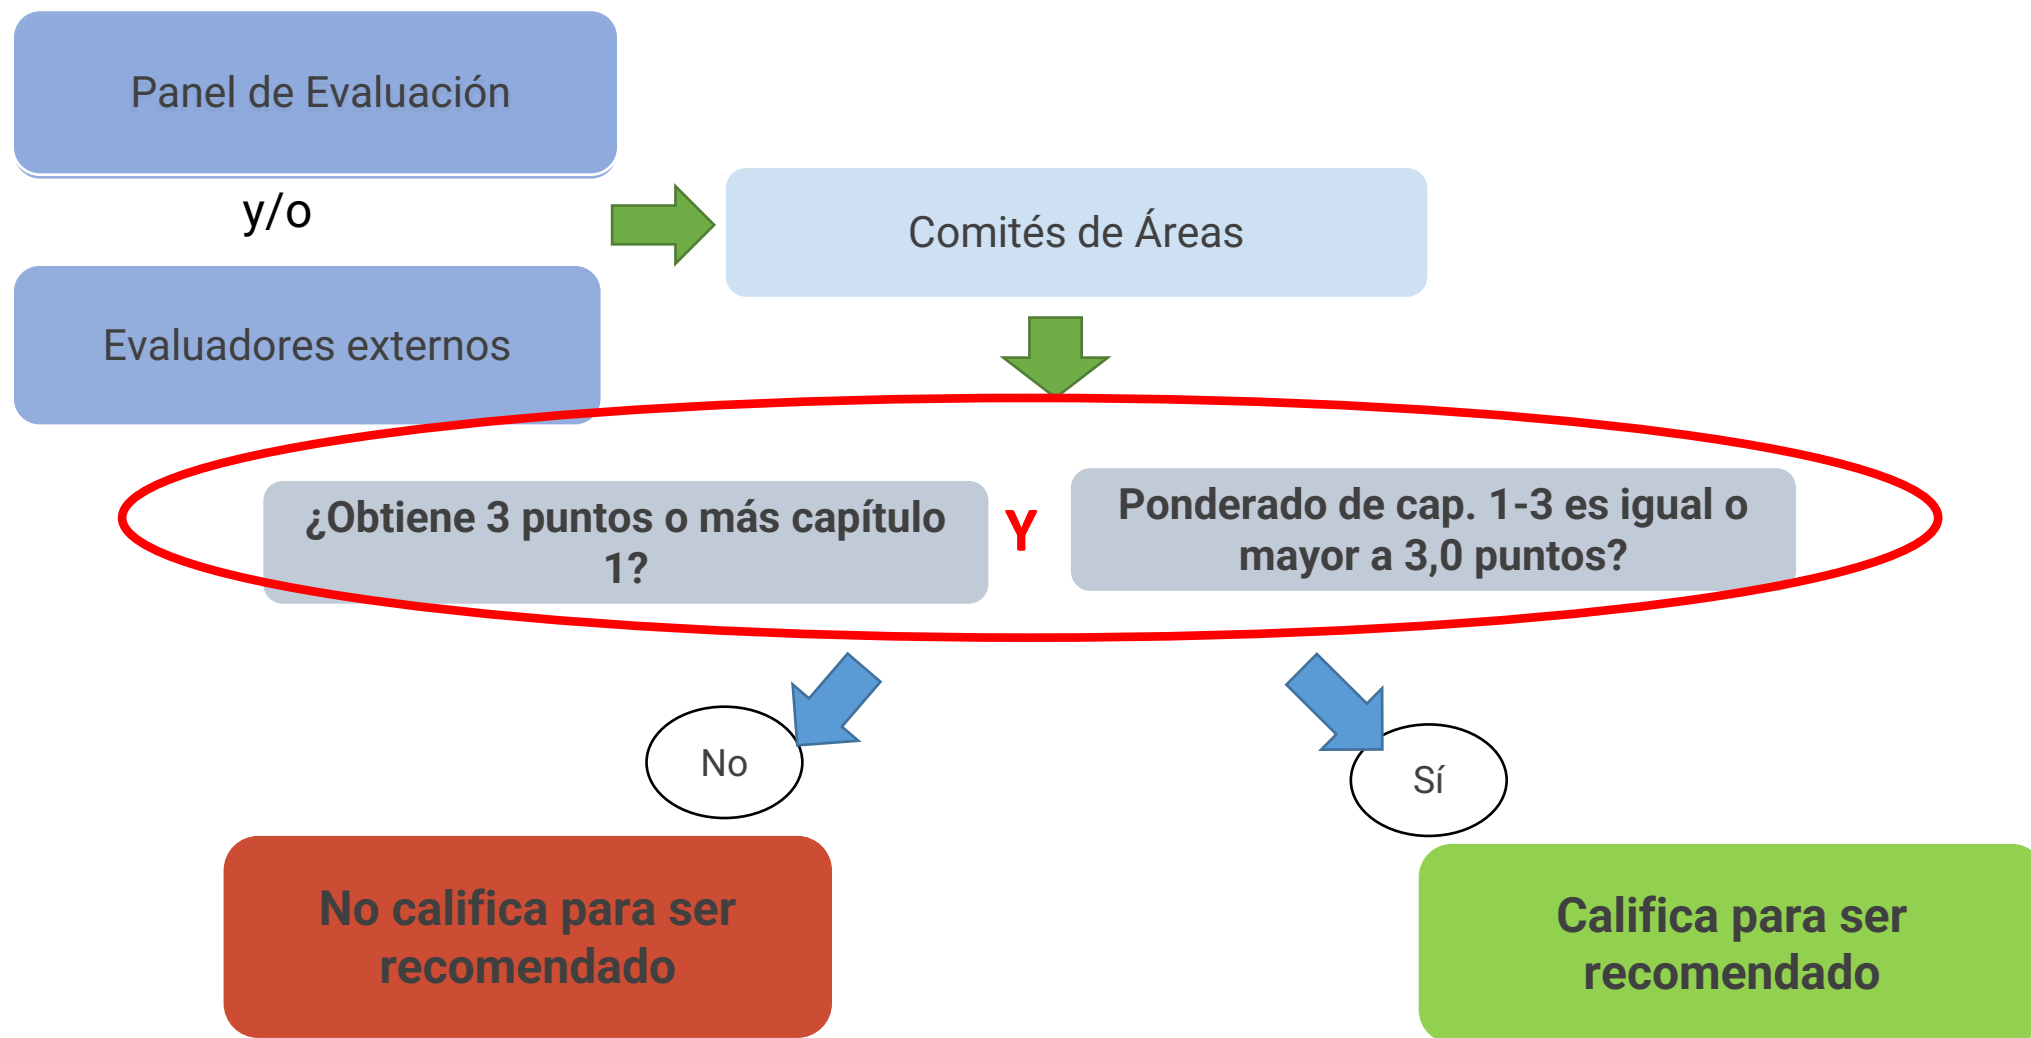 Panel de Evaluación
y/o
Evaluadores externos
Comités de Áreas
¿Obtiene 3 puntos o más capítulo
1?
Y
Ponderado de cap. 1-3 es igual o
mayor a 3,0 puntos?
No
Sí
No califica para ser
recomendado
Califica para ser
recomendado